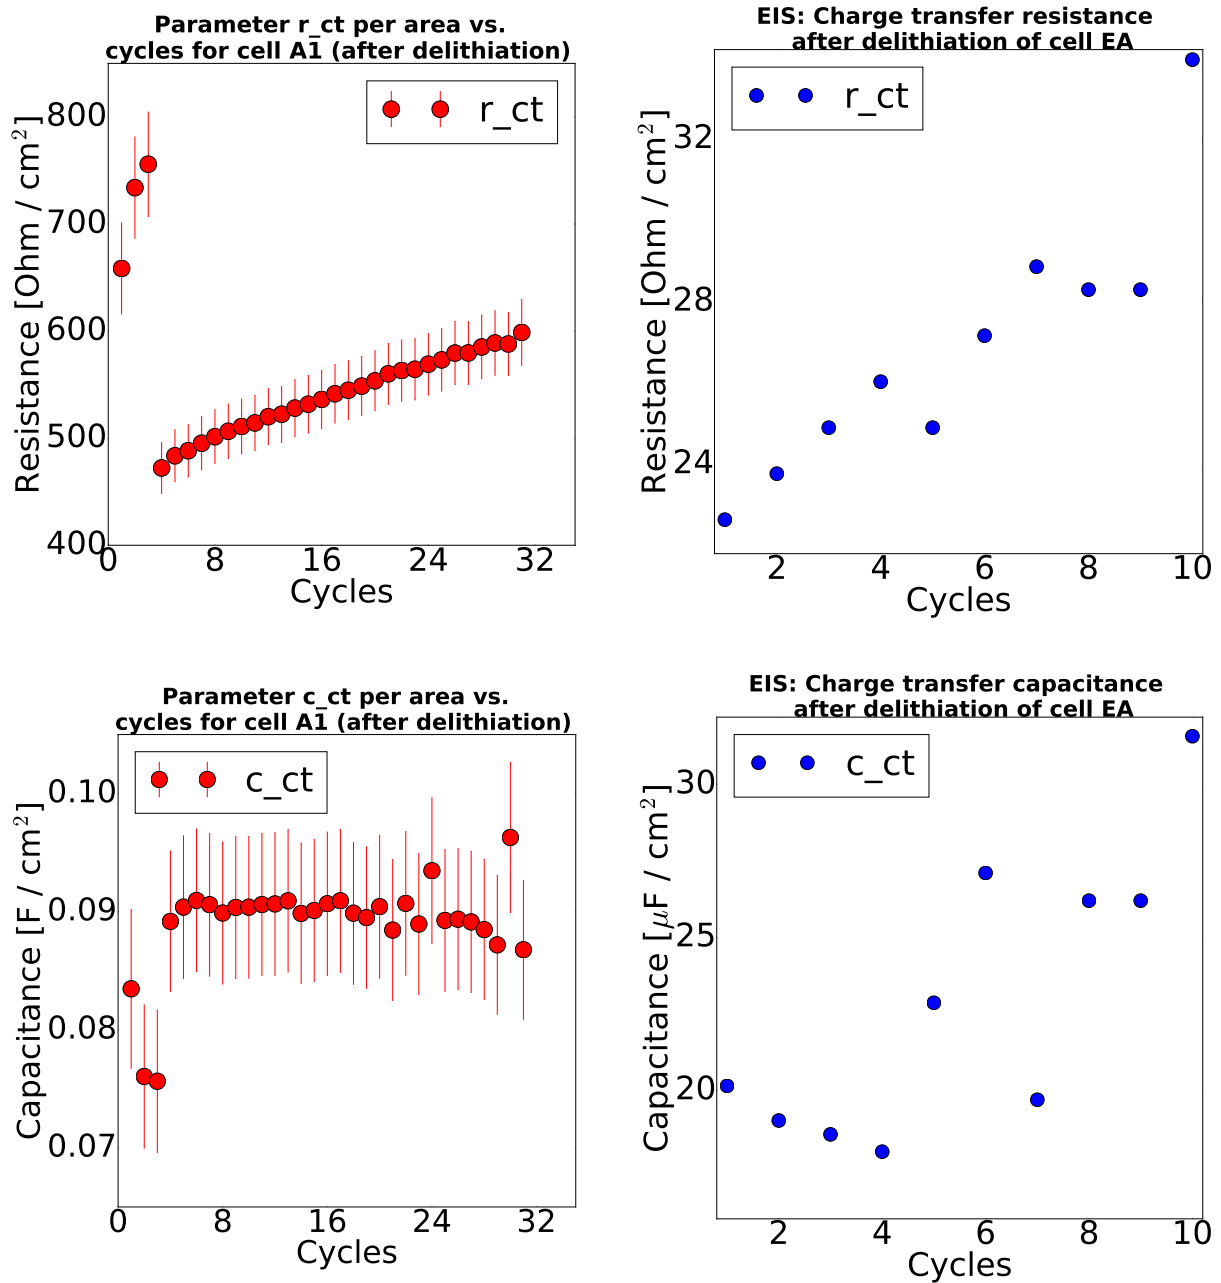 Parameter r_ct per area vs.
cycles for cell A1 (after delithiation)
r_ct
Resistance [Ohm / cm²]
800
700
600
500
400
0 8 16 24 32
Cycles
EIS: Charge transfer resistance
after delithiation of cell EA
r_ct
Resistance [Ohm / cm²]
32
28
24
2 4 6 8 10
Cycles
Parameter c_ct per area vs.
cycles for cell A1 (after delithiation)
c_ct
Capacitance [F / cm²]
0.10
0.09
0.08
0.07
0 8 16 24 32
Cycles
EIS: Charge transfer capacitance
after delithiation of cell EA
c_ct
Capacitance [μF / cm²]
30
25
20
2 4 6 8 10
Cycles